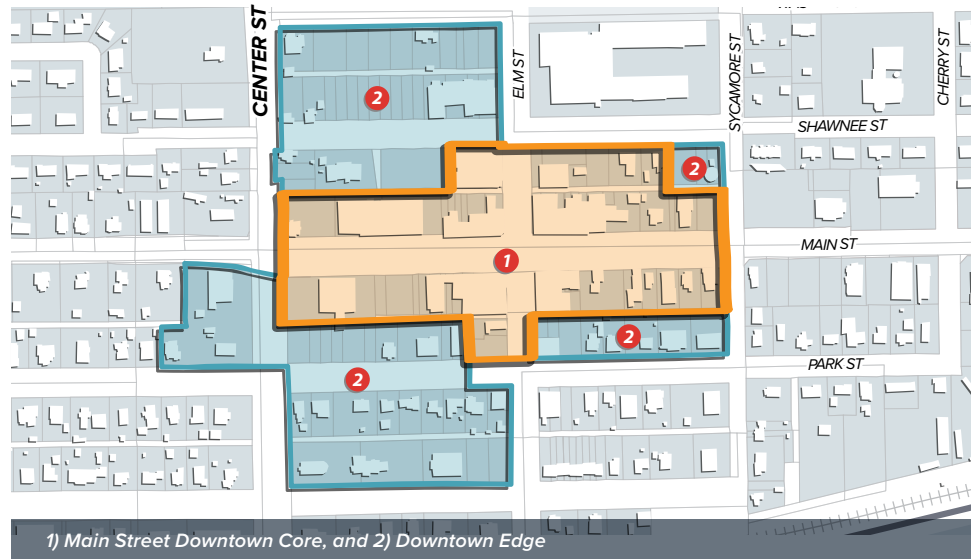 CENTER ST
ELM ST
SYCAMORE ST
CHERRY ST
SHAWNEE ST
2
2
MAIN ST
1
2
PARK ST
2
1) Main Street Downtown Core, and 2) Downtown Edge